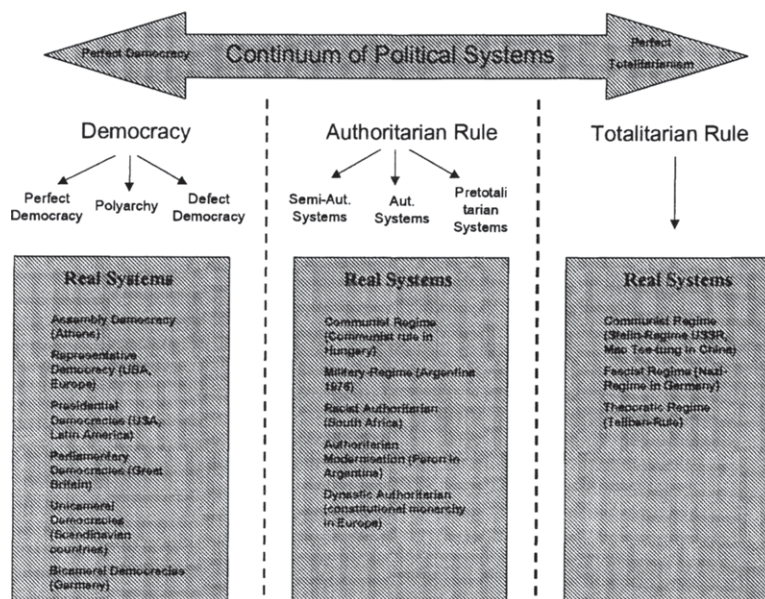 Perfect Democracy
Continuum of Political Systems
Perfect
Totelitarianism
Democracy
Perfect
Democracy
Polyarchy
Defect
Democracy
Authoritarian Rule
Semi-Aut.
Systems
Aut.
Systems
Pretotali
tarian
Systems
Totalitarian Rule
Real Systems
Assembly Democracy
(Athens)
Representative
Democracy (USA,
Europe)
Presidential
Democracies (USA,
Latin America)
Parliamentary
Democracies (Great
Britain)
Unicameral
Democracies
(Scandinavian
countries)
Bicameral Democracies
(Germany)
Real Systems
Communist Regime
(Communist rule in
Hungery)
Military-Regime (Argentina
1976)
Racist Authoritarian
(South Africa)
Authoritarian
Modernisation (Peron in
Argentina)
Dynastic Authoritarian
(constitutional monarchy
in Europe)
Real Systems
Communist Regime
(Stalin-Regime USSR,
Mao Tse-tung in China)
Fascist Regime (Nazi-
Regime in Germany)
Theocratic Regime
(Taliban-Rule)